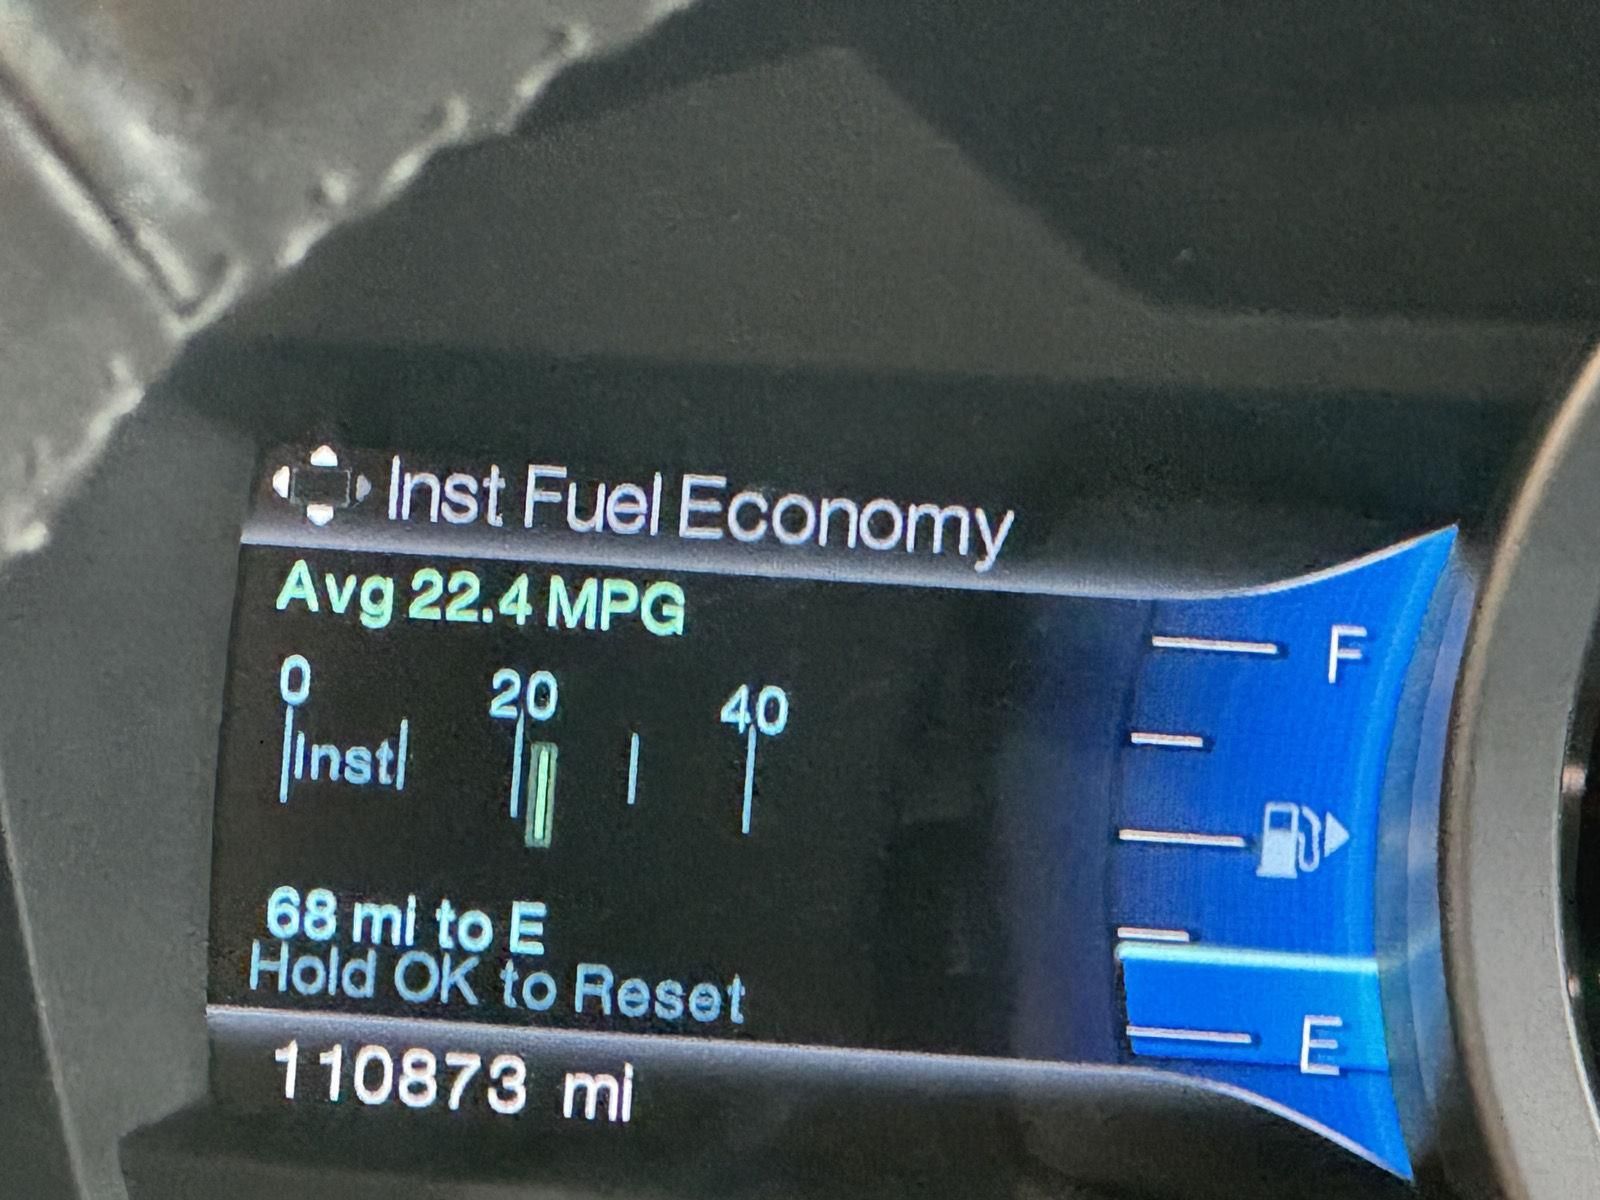 Inst Fuel Economy
Avg 22.4 MPG
0 20 40
Inst
F
68 mi to E
Hold OK to Reset
E
110873 mi